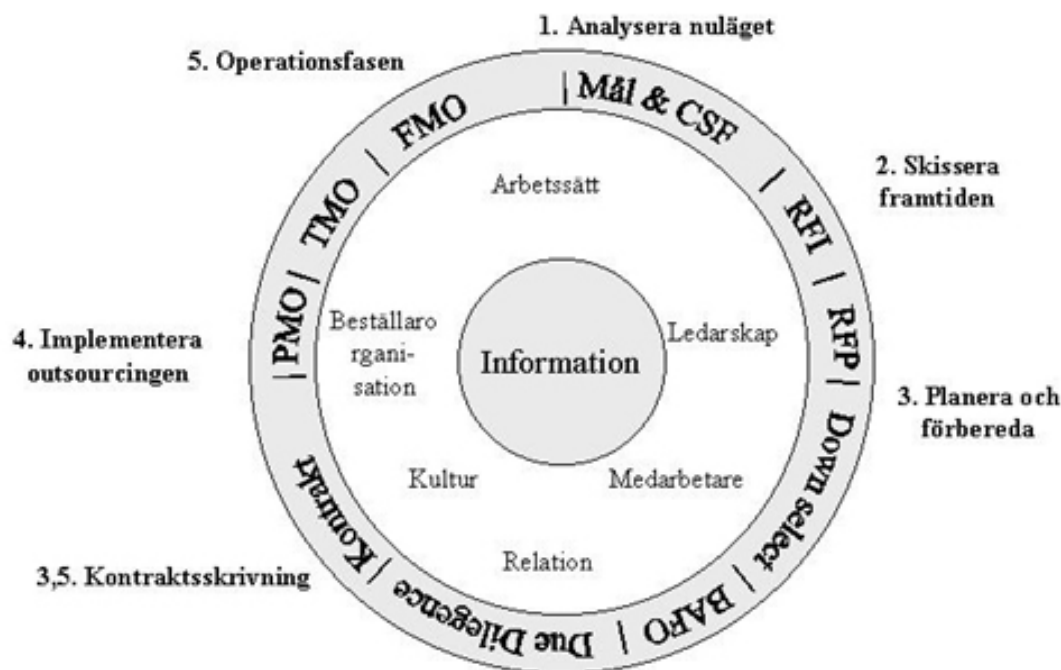 1. Analysera nuläget
5. Operationsfasen
| Mål & CSF | RFI | RFP | Down select | BAFO | Due Dilegence | Kontrakt | PMO | TMO | FMO
2. Skissera
framtiden
3. Planera och
förbereda
3,5. Kontraktsskrivning
4. Implementera
outsourcingen
Arbetssätt
Ledarskap
Medarbetare
Relation
Kultur
Beställaro
rgani-
sation
Information